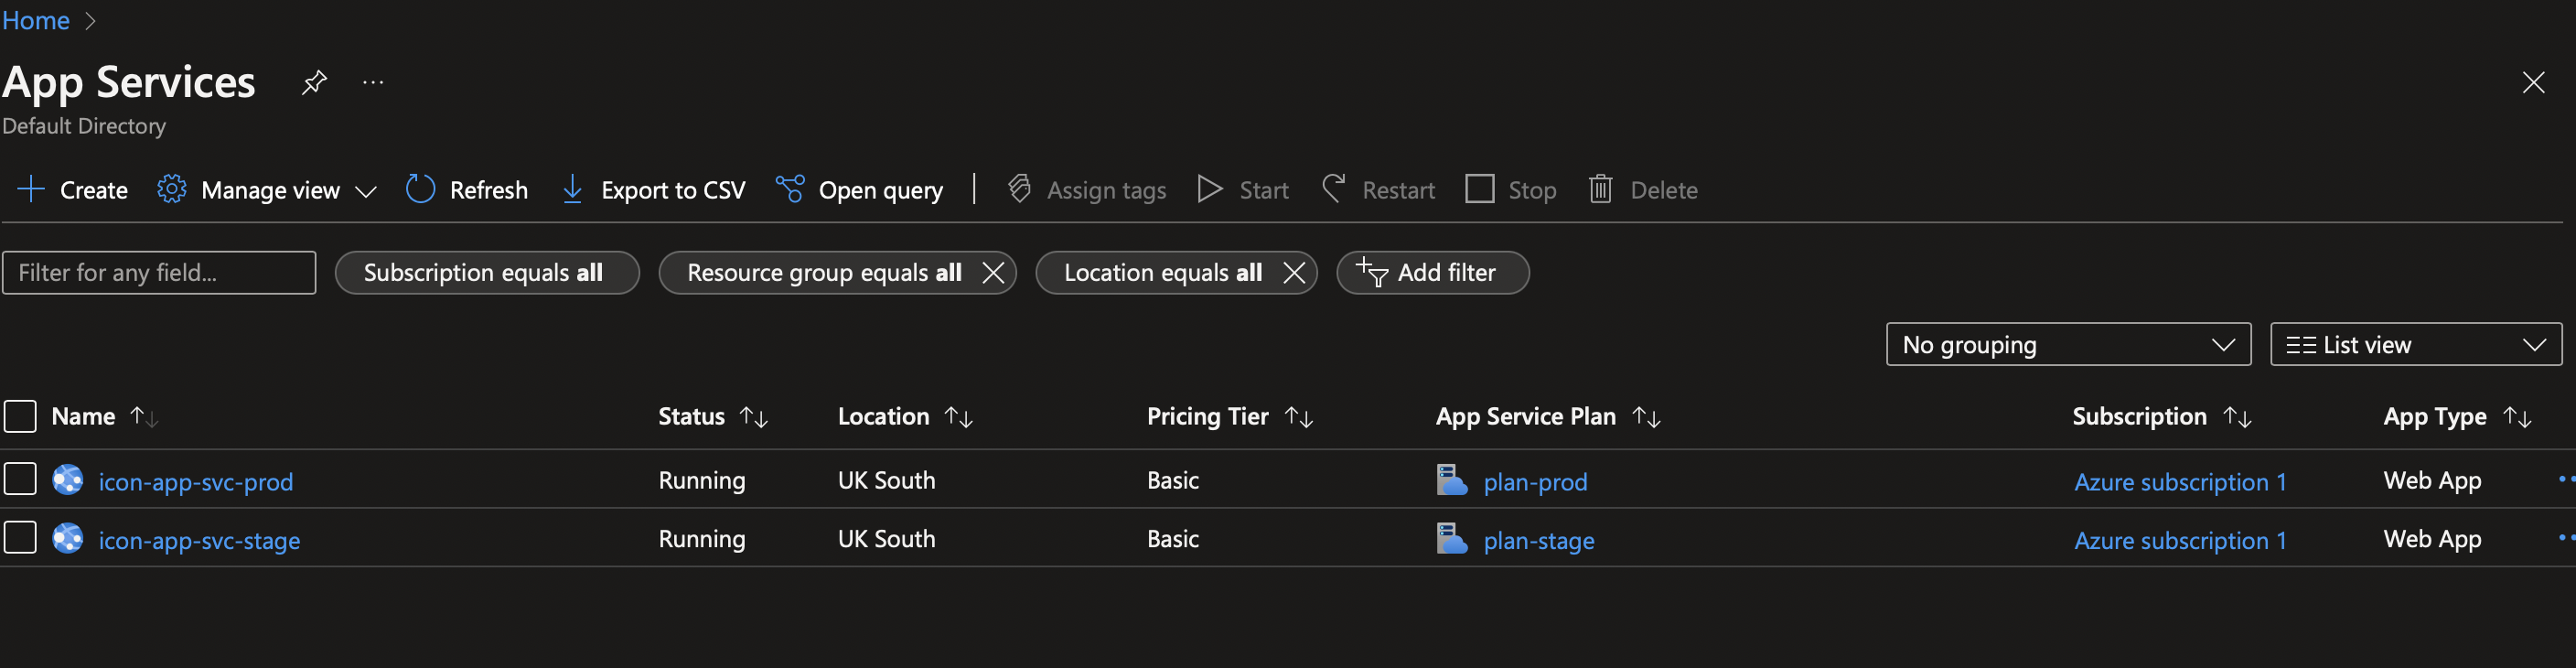 Home
App Services
Default Directory
Create Manage view Refresh Export to CSV Open query Assign tags Start Restart Stop Delete
Filter for any field... Subscription equals all Resource group equals all Location equals all Add filter
No grouping List view
Name Status Location Pricing Tier App Service Plan Subscription App Type
icon-app-svc-prod Running UK South Basic plan-prod Azure subscription 1 Web App
icon-app-svc-stage Running UK South Basic plan-stage Azure subscription 1 Web App